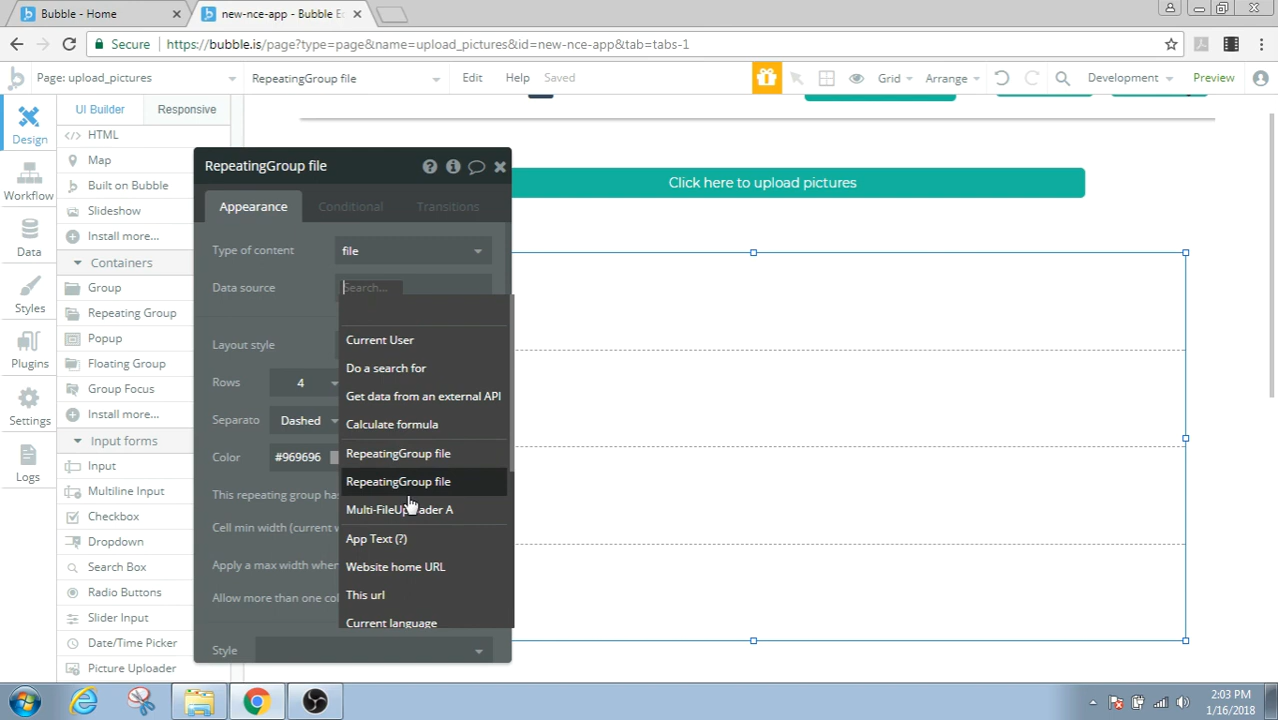 Bubble - Home
new-nce-app - Bubble E
Secure
https://bubble.is/page?type=page&name=upload_pictures&id=new-nce-app&tab=tabs-1
Page: upload_pictures
RepeatingGroup file
Edit
Help
Saved
Grid
Arrange
Development
Preview
Design
Workflow
Data
Styles
Plugins
Settings
Logs
UI Builder
Responsive
</> HTML
Map
Built on Bubble
Slideshow
Install more...
Containers
Group
Repeating Group
Popup
Floating Group
Group Focus
Install more...
Input forms
Input
Multiline Input
Checkbox
Dropdown
Search Box
Radio Buttons
Slider Input
Date/Time Picker
Picture Uploader
RepeatingGroup file
Appearance
Conditional
Transitions
Type of content
file
Data source
Search...
Layout style
Rows
4
Separato
Dashed
Color
#969696
This repeating group has
Cell min width (current w
Apply a max width when
Allow more than one col
Style
Current User
Do a search for
Get data from an external API
Calculate formula
RepeatingGroup file
RepeatingGroup file
Multi-FileUploader A
App Text (?)
Website home URL
This url
Current language
Click here to upload pictures
2:03 PM
1/16/2018